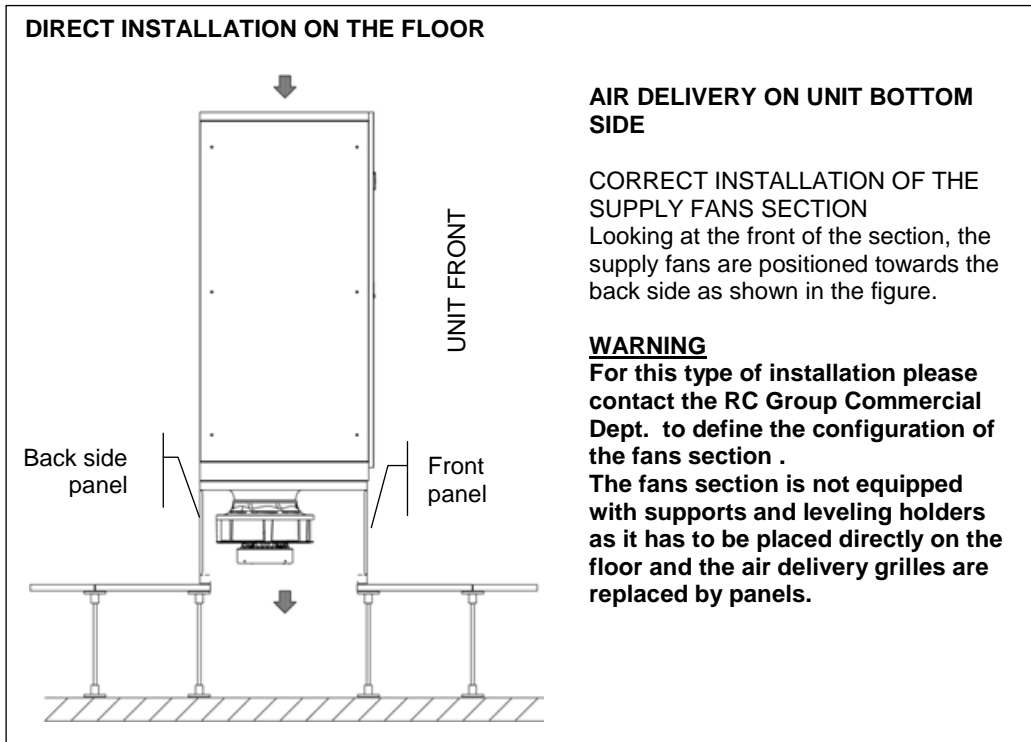 DIRECT INSTALLATION ON THE FLOOR
UNIT FRONT
Back side
panel
Front
panel
AIR DELIVERY ON UNIT BOTTOM
SIDE
CORRECT INSTALLATION OF THE
SUPPLY FANS SECTION
Looking at the front of the section, the
supply fans are positioned towards the
back side as shown in the figure.
WARNING
For this type of installation please
contact the RC Group Commercial
Dept.  to define the configuration of
the fans section .
The fans section is not equipped
with supports and leveling holders
as it has to be placed directly on the
floor and the air delivery grilles are
replaced by panels.